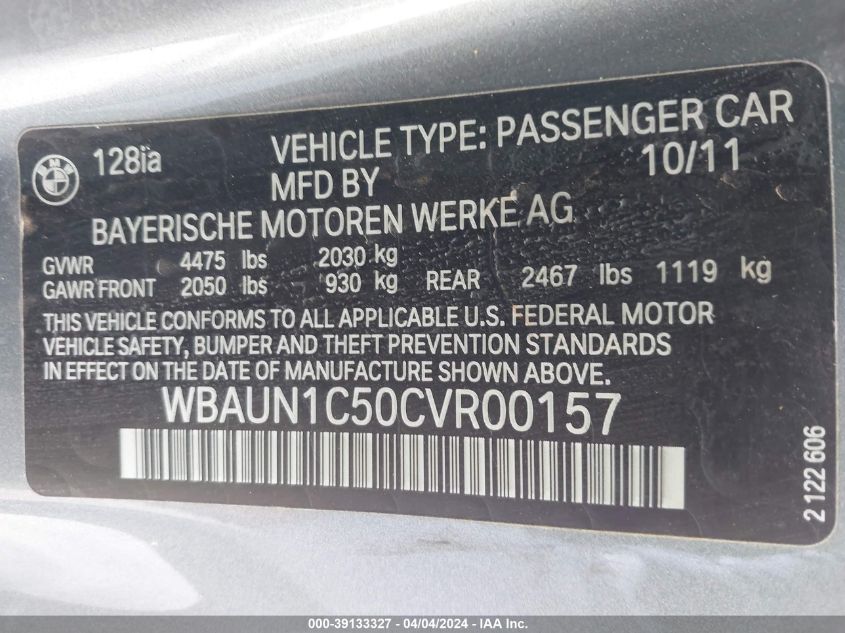 BMW
128ia
VEHICLE TYPE: PASSENGER CAR
MFD BY 10/11
BAYERISCHE MOTOREN WERKE AG
GVWR 4475 lbs 2030 kg
GAWR FRONT 2050 lbs 930 kg REAR 2467 lbs 1119 kg
THIS VEHICLE CONFORMS TO ALL APPLICABLE U.S. FEDERAL MOTOR
VEHICLE SAFETY, BUMPER AND THEFT PREVENTION STANDARDS
IN EFFECT ON THE DATE OF MANUFACTURE SHOWN ABOVE.
WBAUN1C50CVR00157
2 122 606
000-39133327 - 04/04/2024 - IAA Inc.